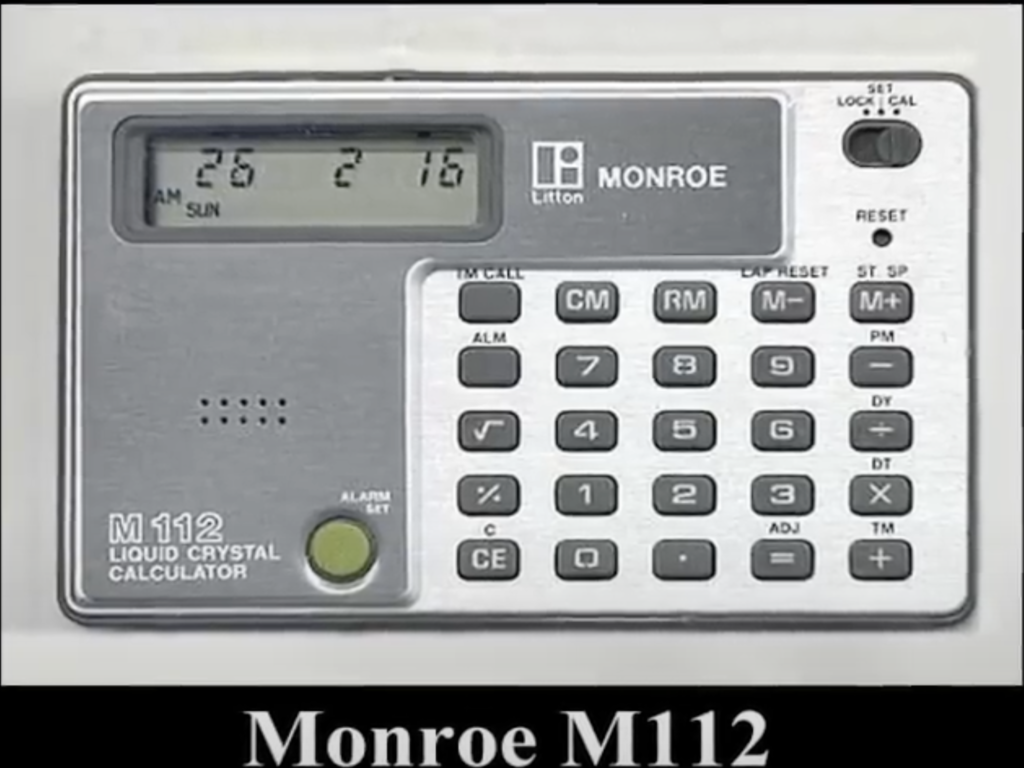 SET
LOCK CAL
26 2 16
AM
SUN
Litton
MONROE
RESET
TM CALL
LAP RESET
ST SP
CM
RM
M-
M+
ALM
PM
7
8
9
−
DY
√
4
5
6
÷
DT
%
1
2
3
×
ALARM
SET
M 112
LIQUID CRYSTAL
CALCULATOR
C
ADJ
TM
CE
0
.
=
+
Monroe M112